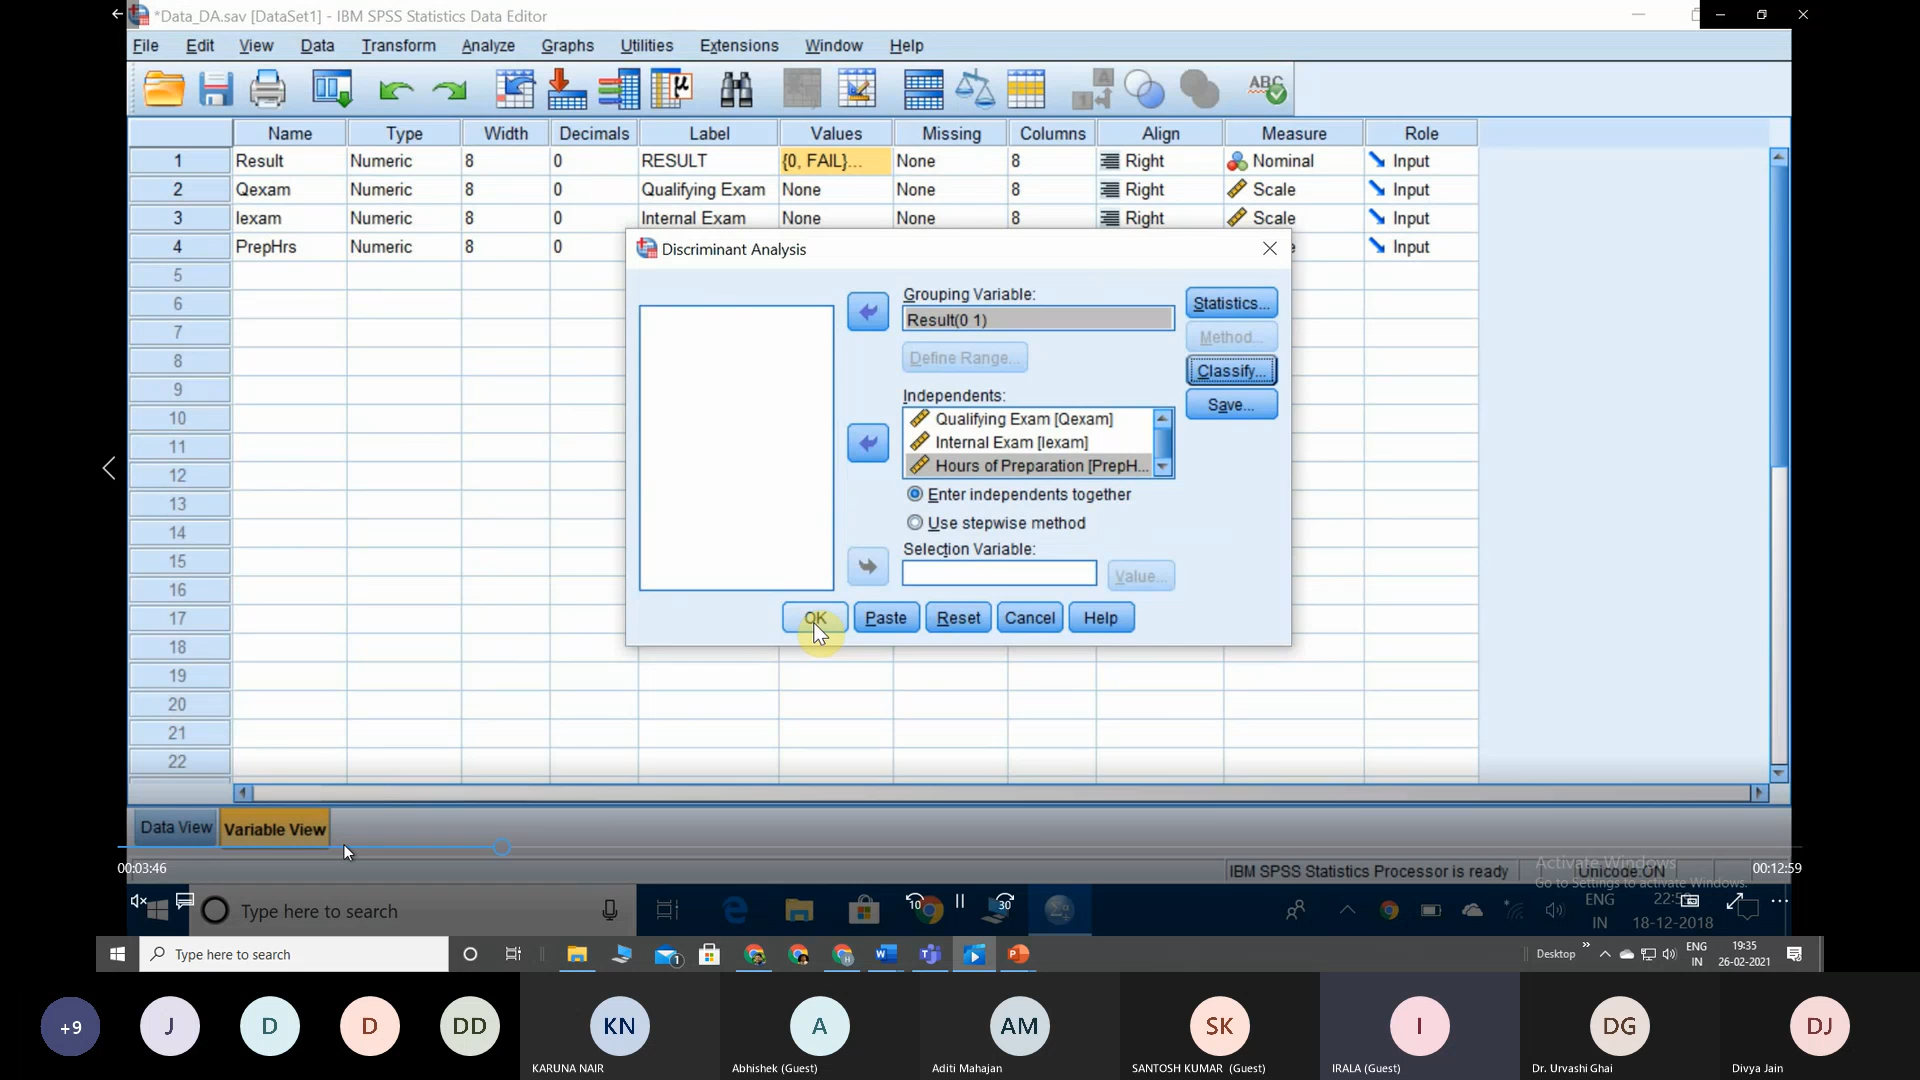 *Data_DA.sav [DataSet1] - IBM SPSS Statistics Data Editor
File Edit View Data Transform Analyze Graphs Utilities Extensions Window Help
Name Type Width Decimals Label Values Missing Columns Align Measure Role
1 Result Numeric 8 0 RESULT {0, FAIL}... None 8 Right Nominal Input
2 Qexam Numeric 8 0 Qualifying Exam None None 8 Right Scale Input
3 Iexam Numeric 8 0 Internal Exam None None 8 Right Scale Input
4 PrepHrs Numeric 8 0 Input
5
6
7
8
9
10
11
12
13
14
15
16
17
18
19
20
21
22
Discriminant Analysis
Grouping Variable:
Result(0 1)
Define Range...
Independents:
Qualifying Exam [Qexam]
Internal Exam [Iexam]
Hours of Preparation [PrepH...
Enter independents together
Use stepwise method
Selection Variable:
Value...
Statistics...
Method...
Classify...
Save...
OK Paste Reset Cancel Help
Data View Variable View
00:03:46 00:12:59
IBM SPSS Statistics Processor is ready Unicode:ON
Activate Windows
Go to Settings to activate Windows.
Type here to search
10 30
ENG
IN 18-12-2018
Type here to search
1
Desktop
ENG
IN
19:35
26-02-2021
+9 J D D DD KN A AM SK I DG DJ
KARUNA NAIR Abhishek (Guest) Aditi Mahajan SANTOSH KUMAR (Guest) IRALA (Guest) Dr. Urvashi Ghai Divya Jain